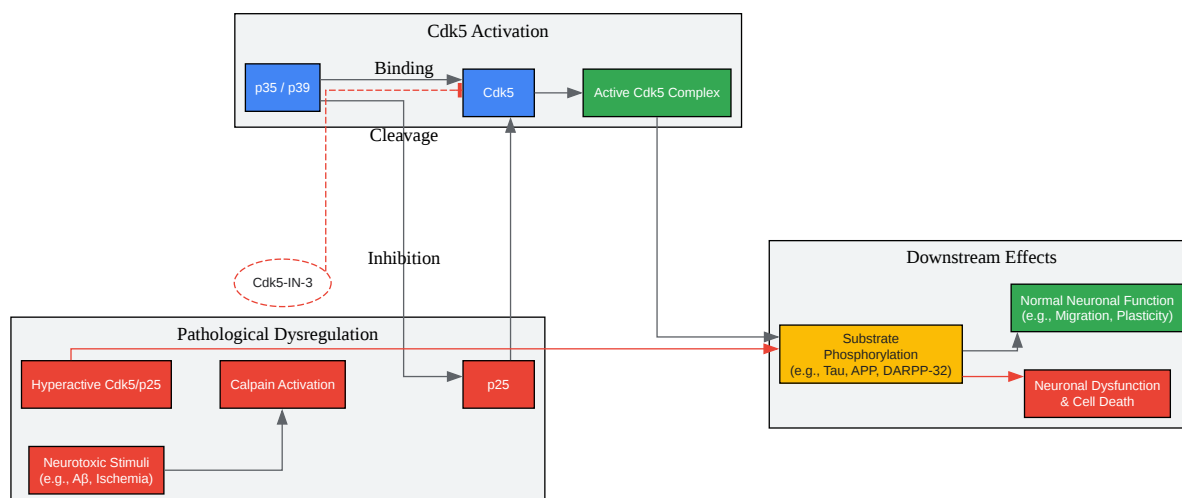 Cdk5 Activation
p35 / p39
Binding
Cdk5
Active Cdk5 Complex
Cleavage
Inhibition
Cdk5-IN-3
Pathological Dysregulation
Hyperactive Cdk5/p25
Calpain Activation
p25
Neurotoxic Stimuli
(e.g., Aβ, Ischemia)
Downstream Effects
Normal Neuronal Function
(e.g., Migration, Plasticity)
Substrate
Phosphorylation
(e.g., Tau, APP, DARPP-32)
Neuronal Dysfunction
& Cell Death